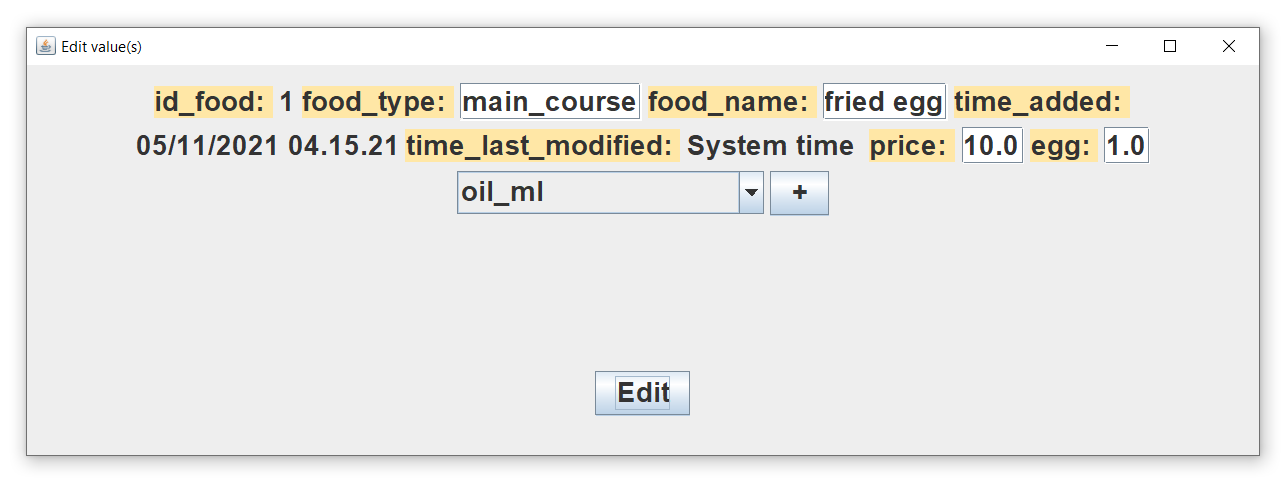 Edit value(s)
id_food: 1 food_type: main_course food_name: fried egg time_added:
05/11/2021 04.15.21 time_last_modified: System time price: 10.0 egg: 1.0
oil_ml +
Edit